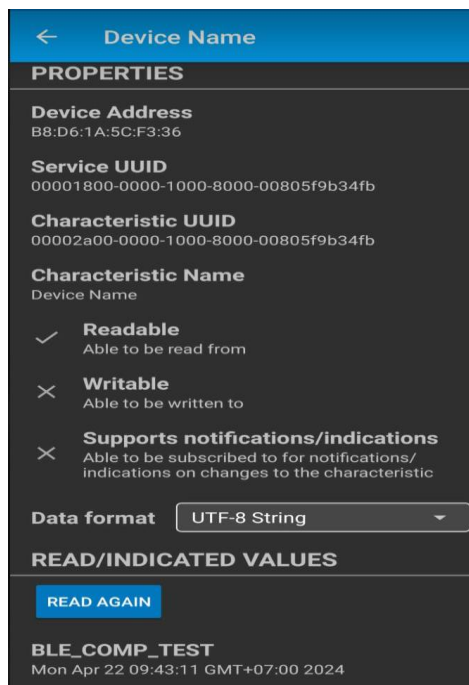 Device Name
PROPERTIES
Device Address
B8:D6:1A:5C:F3:36
Service UUID
00001800-0000-1000-8000-00805f9b34fb
Characteristic UUID
00002a00-0000-1000-8000-00805f9b34fb
Characteristic Name
Device Name
Readable
Able to be read from
Writable
Able to be written to
Supports notifications/indications
Able to be subscribed to for notifications/
indications on changes to the characteristic
Data format UTF-8 String
READ/INDICATED VALUES
READ AGAIN
BLE_COMP_TEST
Mon Apr 22 09:43:11 GMT+07:00 2024